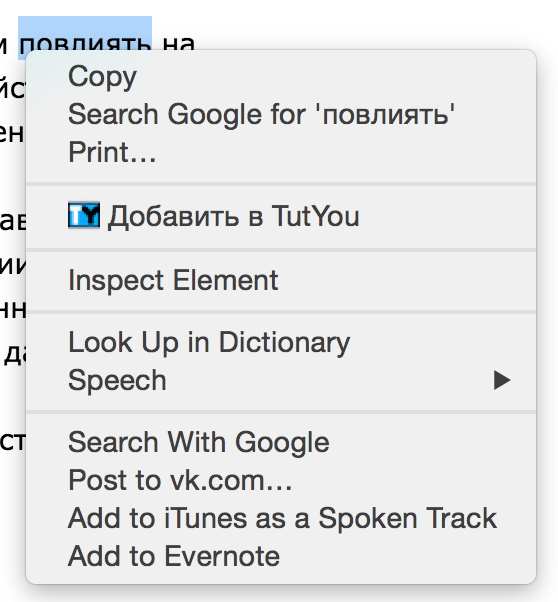 повлиять на
Copy
Search Google for 'повлиять'
Print...
TY Добавить в TutYou
Inspect Element
Look Up in Dictionary
Speech
Search With Google
Post to vk.com...
Add to iTunes as a Spoken Track
Add to Evernote